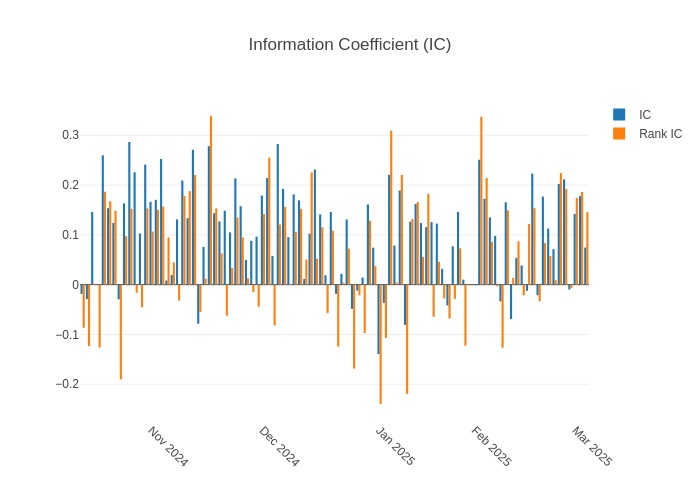 Information Coefficient (IC)
IC
Rank IC
0.3
0.2
0.1
0
−0.1
−0.2
Nov 2024
Dec 2024
Jan 2025
Feb 2025
Mar 2025